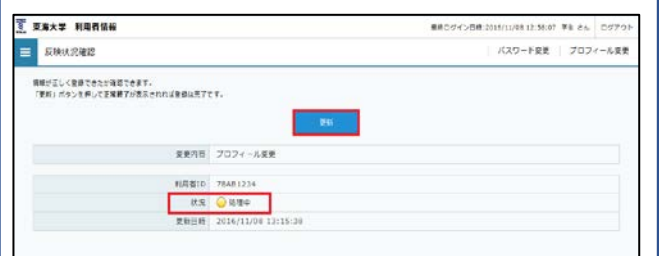 東海大学 利用者情報
最終ログイン日時:2016/11/08 12:58:07 さん ログアウト
反映状況確認
パスワード変更 プロフィール変更
情報が正しく登録できたか確認できます。
「更新」ボタンを押して正常終了が表示されれば登録は完了です。
更新
変更内容 プロフィール変更
利用者ID 7BAB1234
状況 処理中
更新日時 2016/11/08 13:15:38